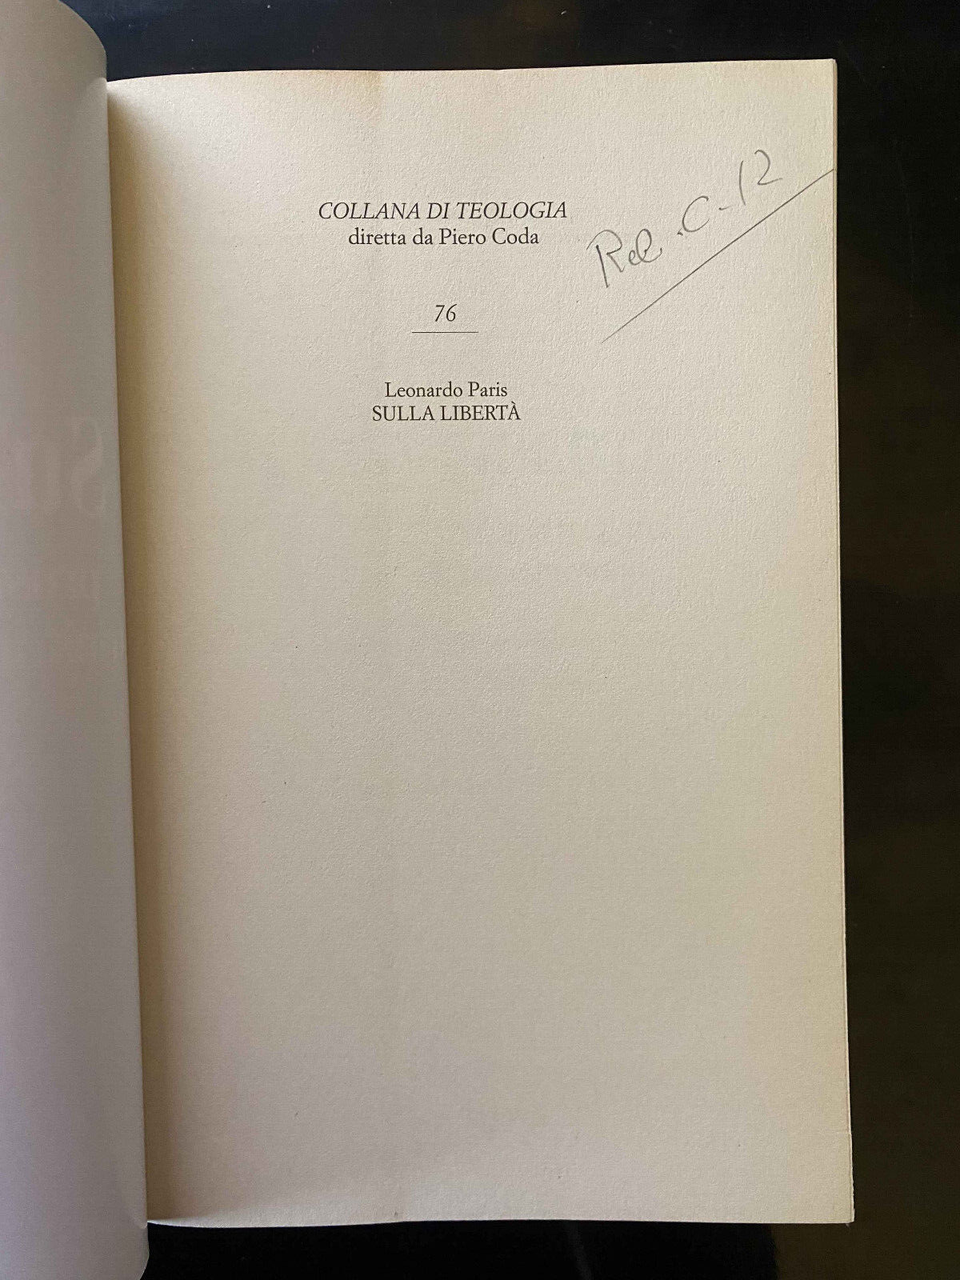 COLLANA DI TEOLOGIA
diretta da Piero Coda
Rel. C-12
76
Leonardo Paris
SULLA LIBERTÀ